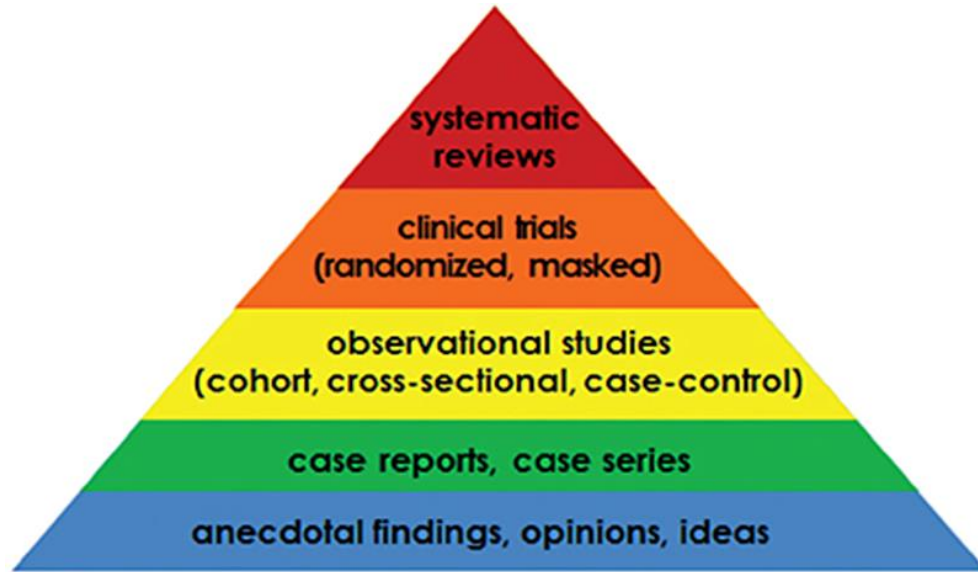 systematic
reviews
clinical trials
(randomized, masked)
observational studies
(cohort, cross-sectional, case-control)
case reports, case series
anecdotal findings, opinions, ideas